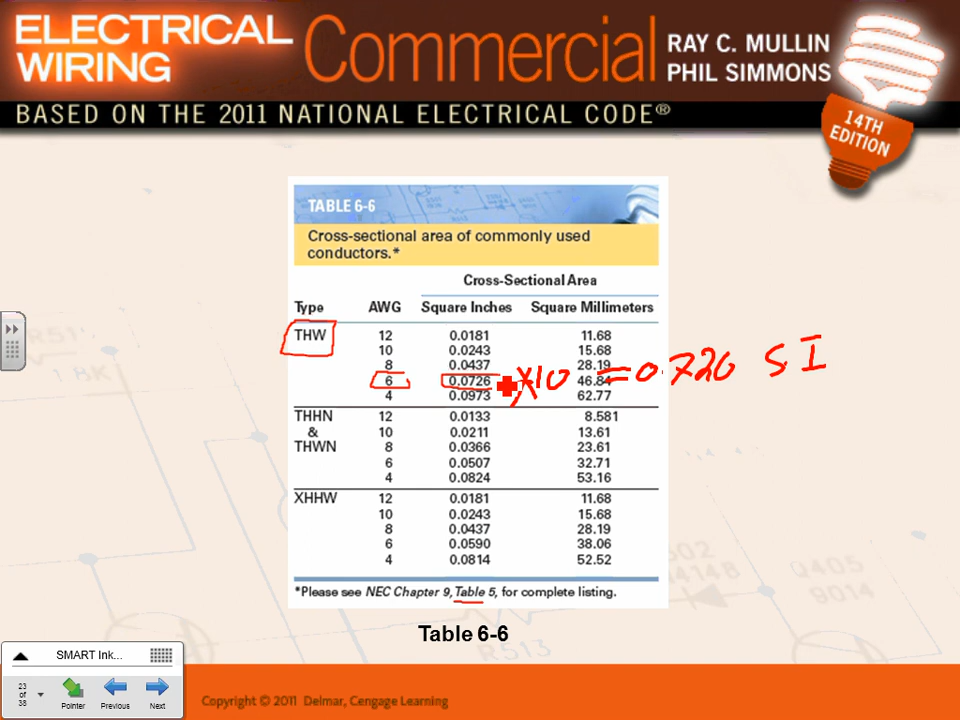 ELECTRICAL WIRING Commercial RAY C. MULLIN PHIL SIMMONS
BASED ON THE 2011 NATIONAL ELECTRICAL CODE®
14TH EDITION
TABLE 6-6
Cross-sectional area of commonly used
conductors.*
Cross-Sectional Area
Type AWG Square Inches Square Millimeters
THW 12 0.0181 11.68
10 0.0243 15.68
8 0.0437 28.19
6 0.0726 46.84 x10 = 0.726 S I
4 0.0973 62.77
THHN 12 0.0133 8.581
& 10 0.0211 13.61
THWN 8 0.0366 23.61
6 0.0507 32.71
4 0.0824 53.16
XHHW 12 0.0181 11.68
10 0.0243 15.68
8 0.0437 28.19
6 0.0590 38.06
4 0.0814 52.52
*Please see NEC Chapter 9, Table 5, for complete listing.
Table 6-6
R511
1.8K
R513
Q405
9014
SMART Ink...
23 of 38
Pointer Previous Next
Copyright © 2011 Delmar, Cengage Learning